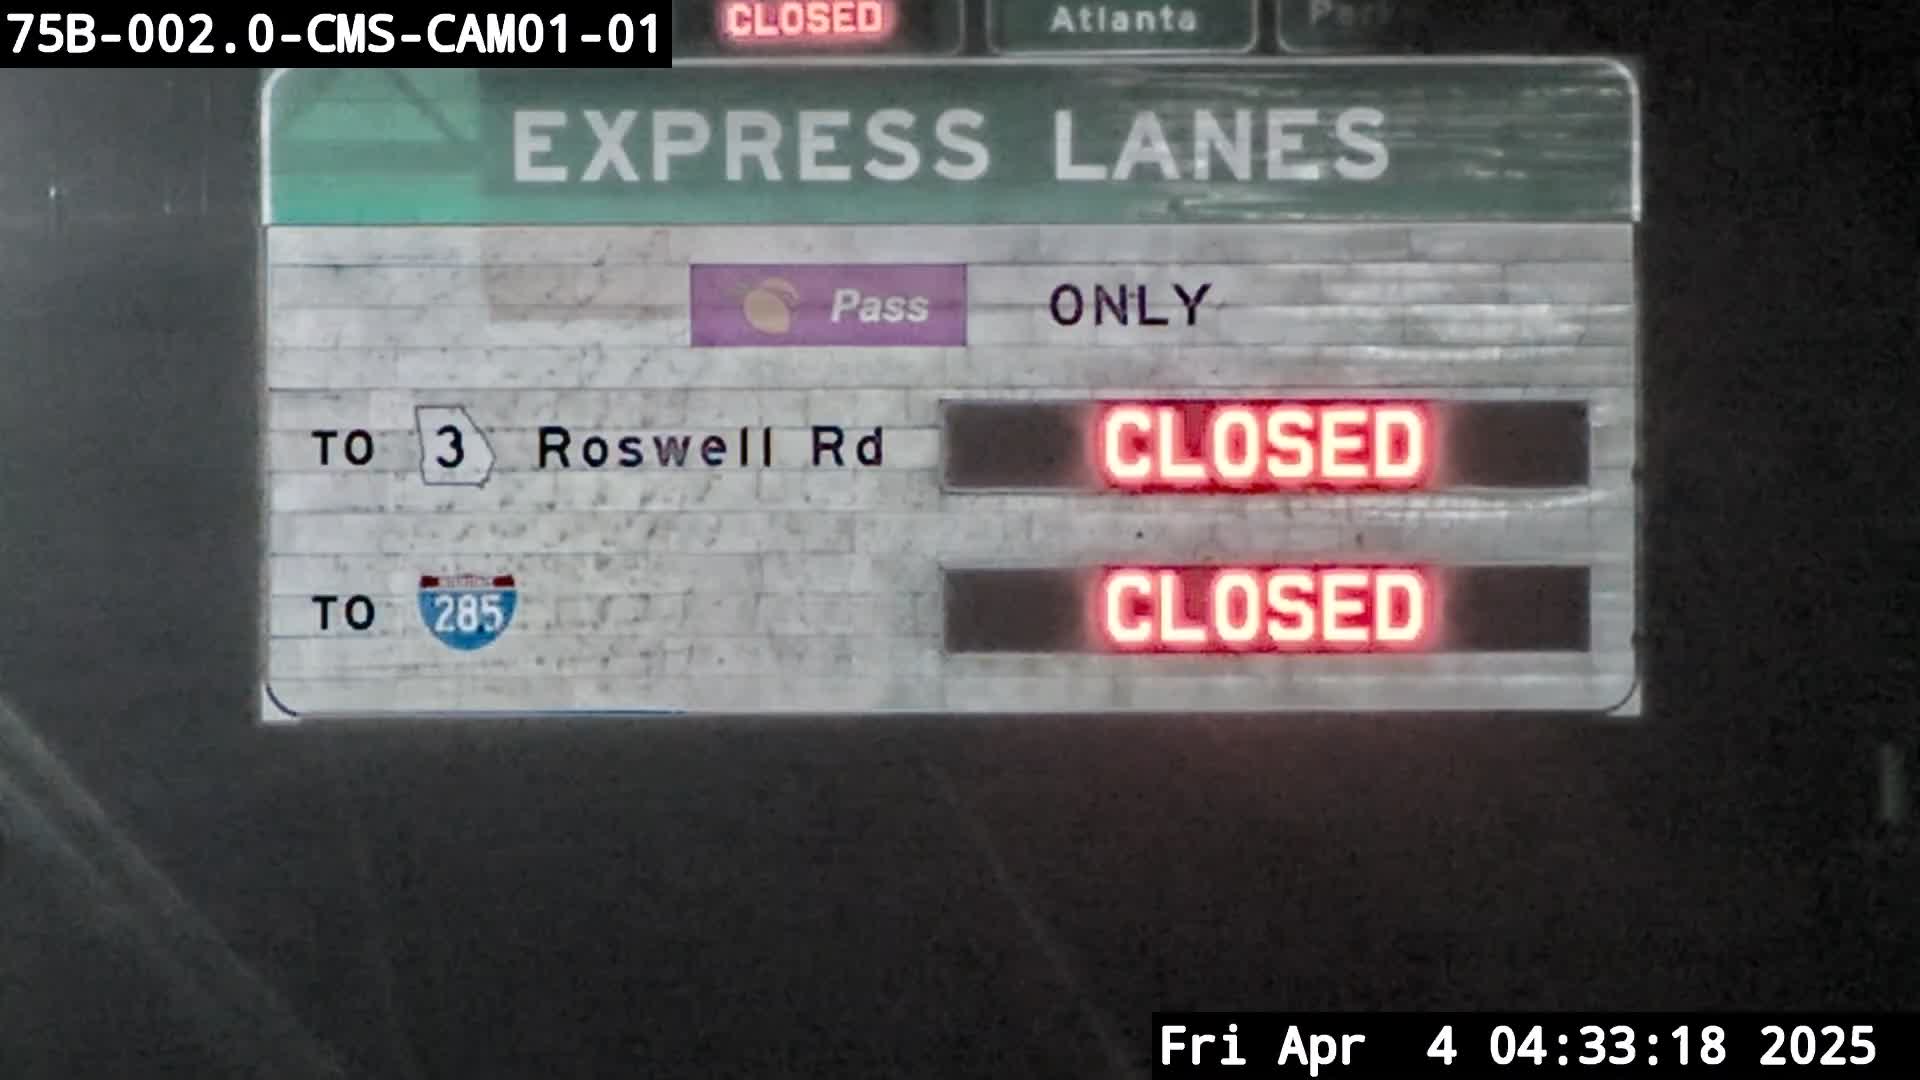 75B-002.0-CMS-CAM01-01
CLOSED
Atlanta
EXPRESS LANES
Pass ONLY
TO 3 Roswell Rd CLOSED
TO 285 CLOSED
Fri Apr 4 04:33:18 2025